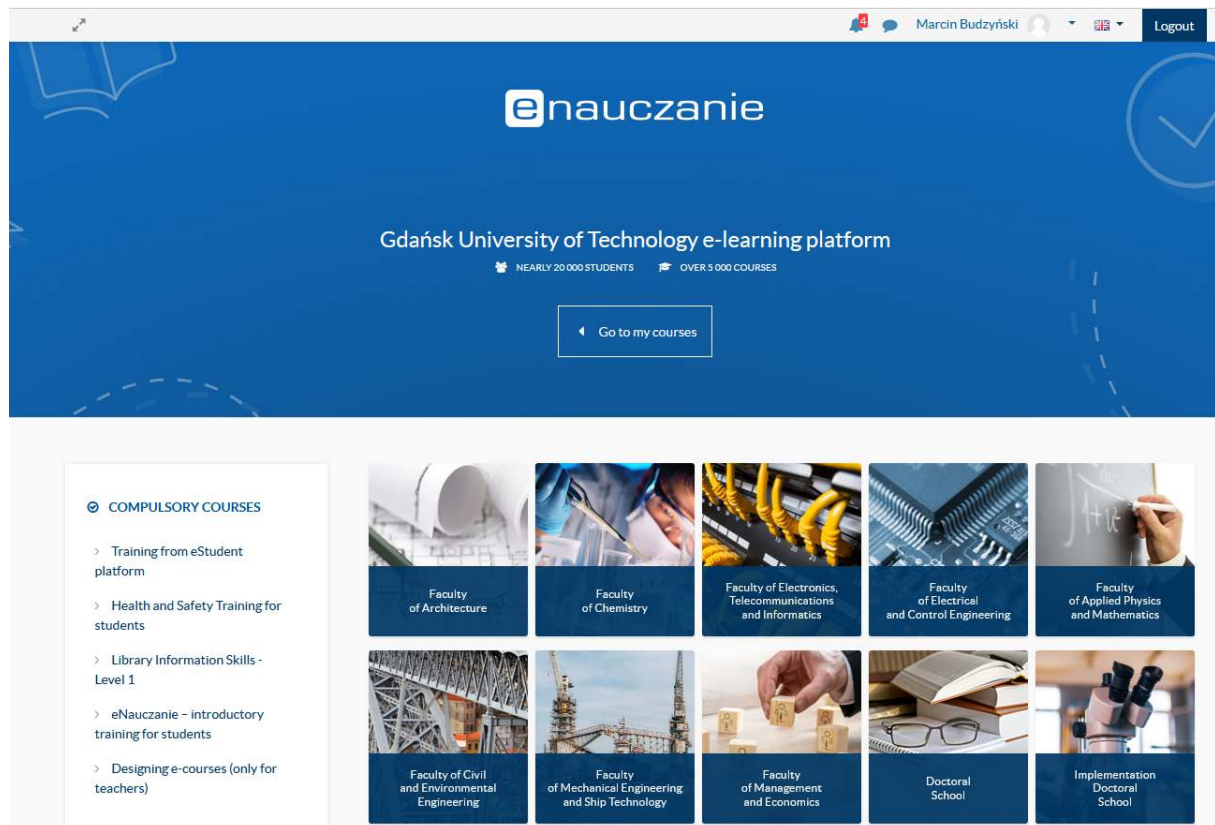 4
Marcin Budzyński
Logout
enauczanie
Gdańsk University of Technology e-learning platform
NEARLY 20 000 STUDENTS OVER 5 000 COURSES
Go to my courses
COMPULSORY COURSES
> Training from eStudent
platform
> Health and Safety Training for
students
> Library Information Skills -
Level 1
> eNauczanie – introductory
training for students
> Designing e-courses (only for
teachers)
Faculty
of Architecture
Faculty
of Chemistry
Faculty of Electronics,
Telecommunications
and Informatics
Faculty
of Electrical
and Control Engineering
Faculty
of Applied Physics
and Mathematics
Faculty of Civil
and Environmental
Engineering
Faculty
of Mechanical Engineering
and Ship Technology
Faculty
of Management
and Economics
Doctoral
School
Implementation
Doctoral
School